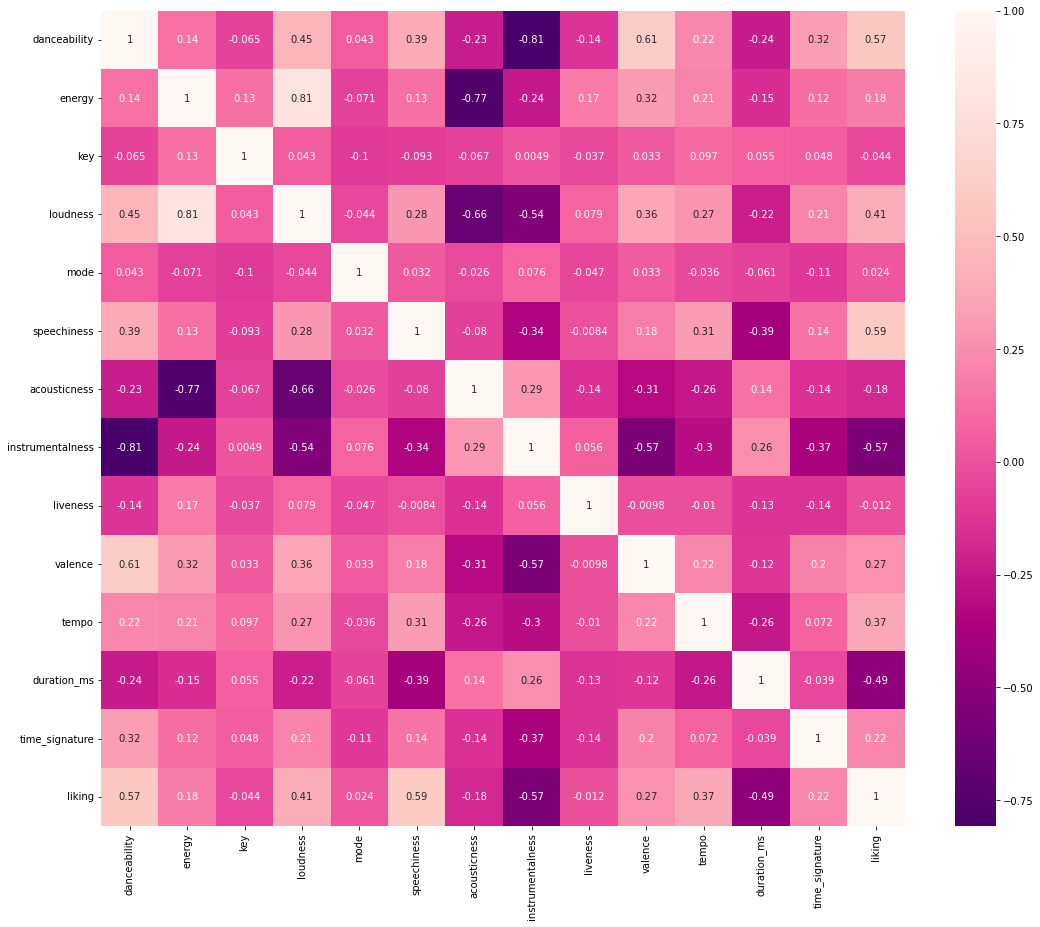 danceability 1 0.14 -0.065 0.45 0.043 0.39 -0.23 -0.81 -0.14 0.61 0.22 -0.24 0.32 0.57
energy 0.14 1 0.13 0.81 -0.071 0.13 -0.77 -0.24 0.17 0.32 0.21 -0.15 0.12 0.18
key -0.065 0.13 1 0.043 -0.1 -0.093 -0.067 0.0049 -0.037 0.033 0.097 0.055 0.048 -0.044
loudness 0.45 0.81 0.043 1 -0.044 0.28 -0.66 -0.54 0.079 0.36 0.27 -0.22 0.21 0.41
mode 0.043 -0.071 -0.1 -0.044 1 0.032 -0.026 0.076 -0.047 0.033 -0.036 -0.061 -0.11 0.024
speechiness 0.39 0.13 -0.093 0.28 0.032 1 -0.08 -0.34 -0.0084 0.18 0.31 -0.39 0.14 0.59
acousticness -0.23 -0.77 -0.067 -0.66 -0.026 -0.08 1 0.29 -0.14 -0.31 -0.26 0.14 -0.14 -0.18
instrumentalness -0.81 -0.24 0.0049 -0.54 0.076 -0.34 0.29 1 0.056 -0.57 -0.3 0.26 -0.37 -0.57
liveness -0.14 0.17 -0.037 0.079 -0.047 -0.0084 -0.14 0.056 1 -0.0098 -0.01 -0.13 -0.14 -0.012
valence 0.61 0.32 0.033 0.36 0.033 0.18 -0.31 -0.57 -0.0098 1 0.22 -0.12 0.2 0.27
tempo 0.22 0.21 0.097 0.27 -0.036 0.31 -0.26 -0.3 -0.01 0.22 1 -0.26 0.072 0.37
duration_ms -0.24 -0.15 0.055 -0.22 -0.061 -0.39 0.14 0.26 -0.13 -0.12 -0.26 1 -0.039 -0.49
time_signature 0.32 0.12 0.048 0.21 -0.11 0.14 -0.14 -0.37 -0.14 0.2 0.072 -0.039 1 0.22
liking 0.57 0.18 -0.044 0.41 0.024 0.59 -0.18 -0.57 -0.012 0.27 0.37 -0.49 0.22 1
danceability
energy
key
loudness
mode
speechiness
acousticness
instrumentalness
liveness
valence
tempo
duration_ms
time_signature
liking
1.00
0.75
0.50
0.25
0.00
−0.25
−0.50
−0.75